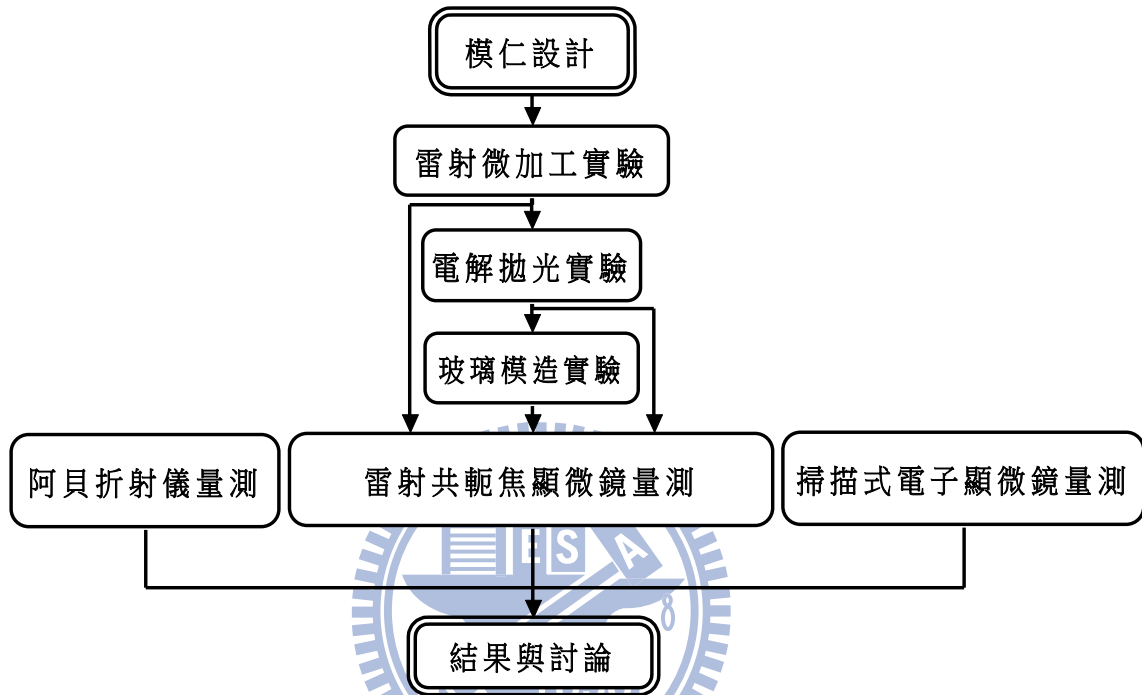 模仁設計
雷射微加工實驗
電解拋光實驗
玻璃模造實驗
阿貝折射儀量測
雷射共軛焦顯微鏡量測
掃描式電子顯微鏡量測
E S A
結果與討論